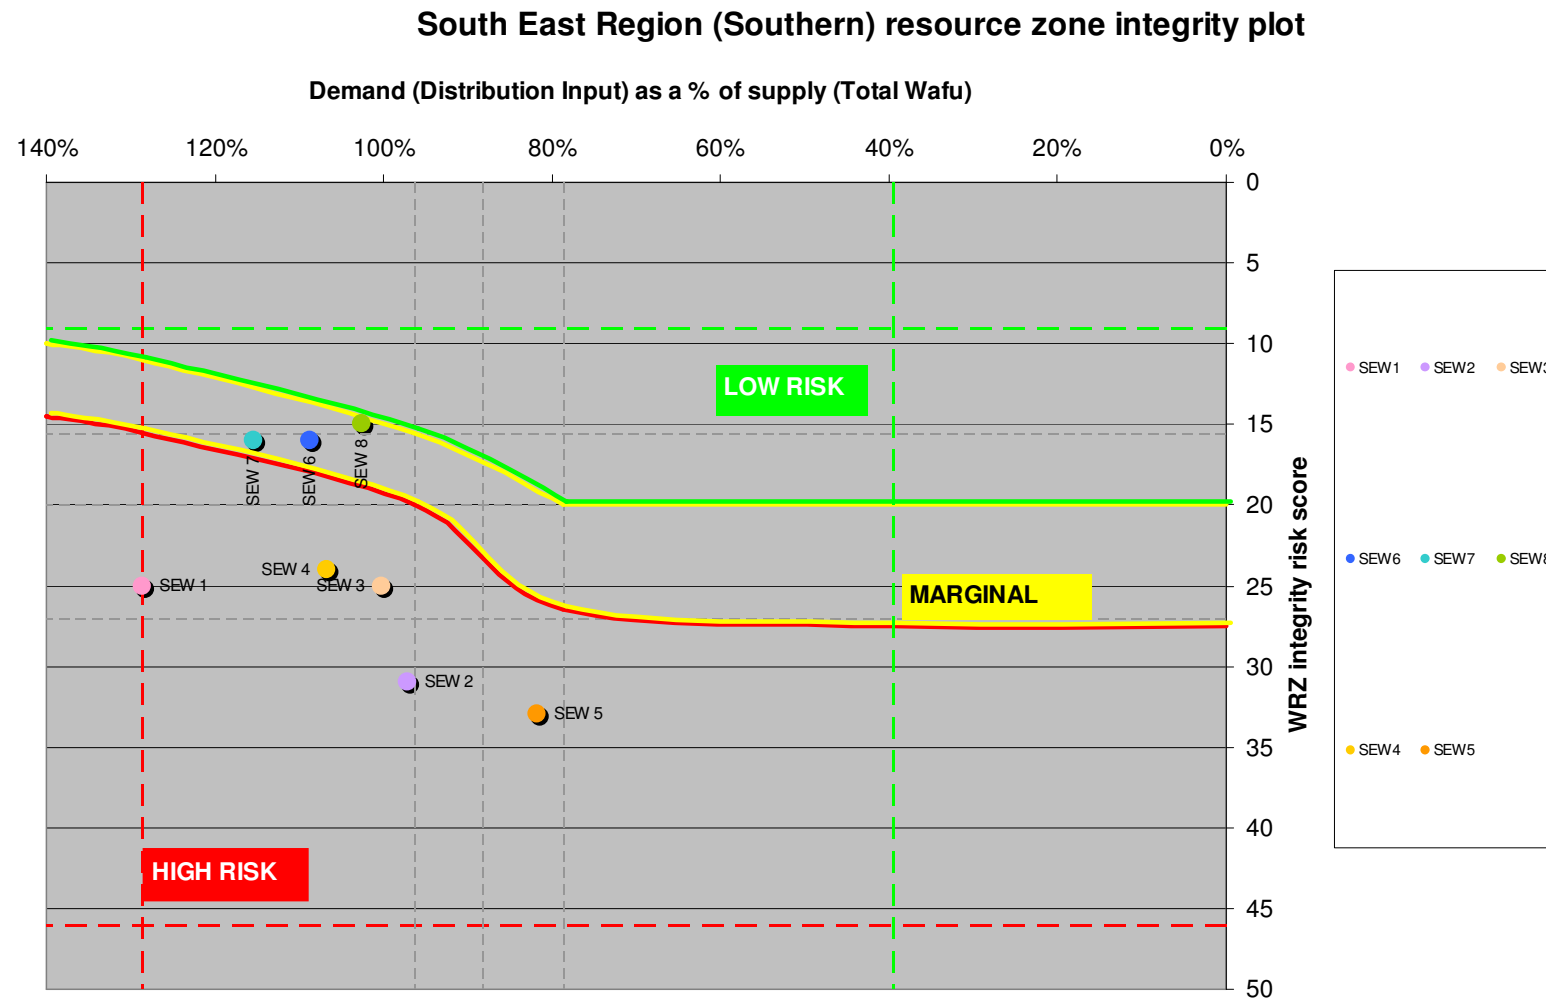 South East Region (Southern) resource zone integrity plot
Demand (Distribution Input) as a % of supply (Total Wafu)
140% 120% 100% 80% 60% 40% 20% 0%
0
5
10
15
20
25
30
35
40
45
50
WRZ integrity risk score
LOW RISK
MARGINAL
HIGH RISK
SEW 7
SEW 6
SEW 8
SEW 4
SEW 1
SEW 3
SEW 2
SEW 5
SEW1 SEW2 SEW3
SEW6 SEW7 SEW8
SEW4 SEW5